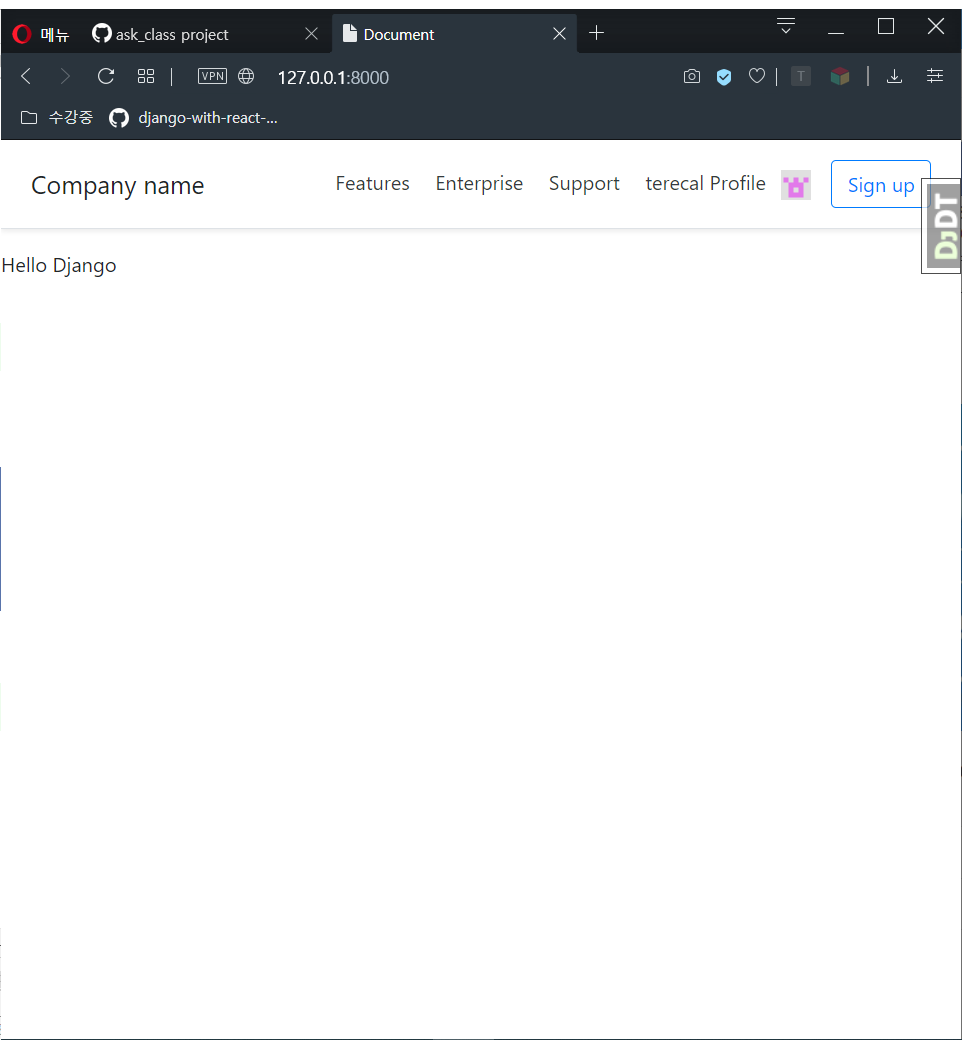 메뉴 ask_class project Document
VPN 127.0.0.1:8000 T
수강중 django-with-react-...
Company name Features Enterprise Support terecal Profile Sign up
DjDT
Hello Django